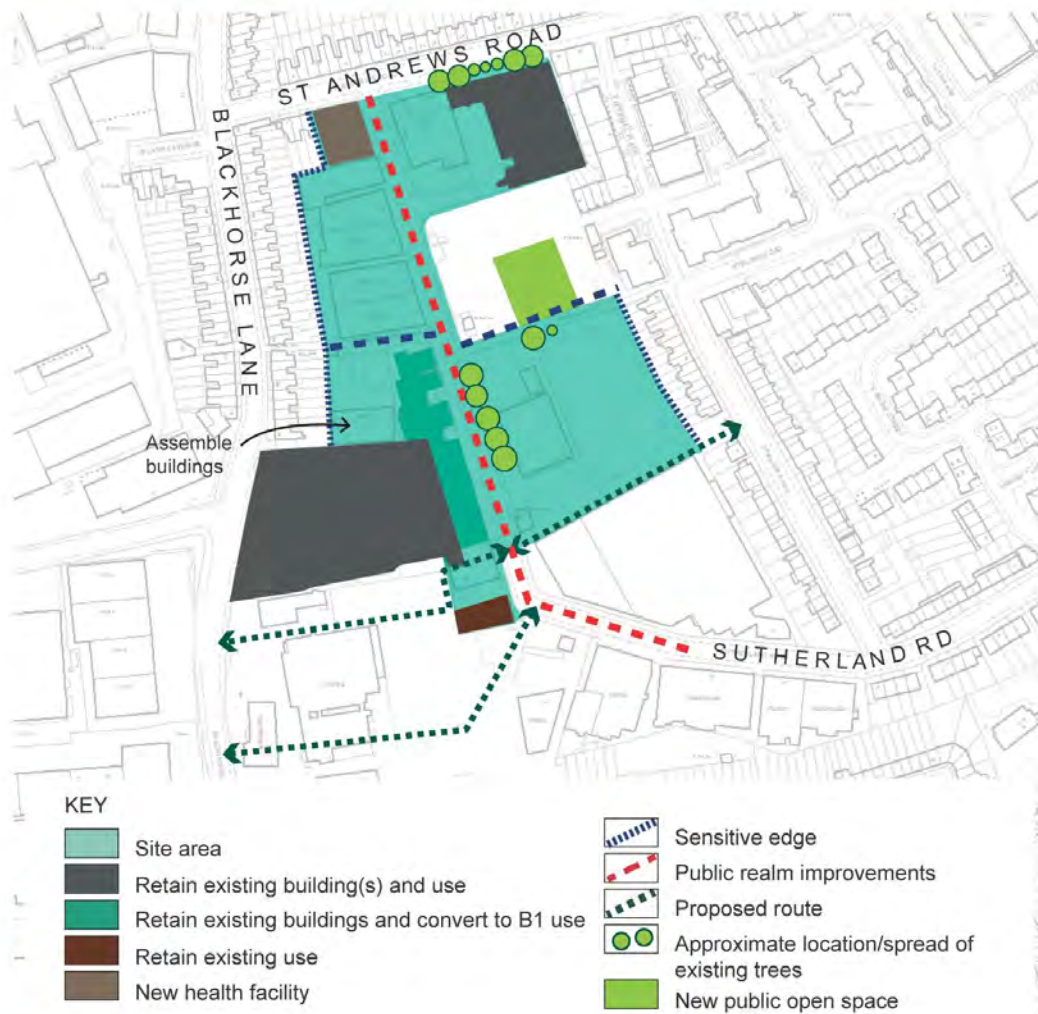 ST ANDREWS ROAD
BLACKHORSE LANE
Assemble
buildings
SUTHERLAND RD
KEY
Site area
Retain existing building(s) and use
Retain existing buildings and convert to B1 use
Retain existing use
New health facility
Sensitive edge
Public realm improvements
Proposed route
Approximate location/spread of
existing trees
New public open space